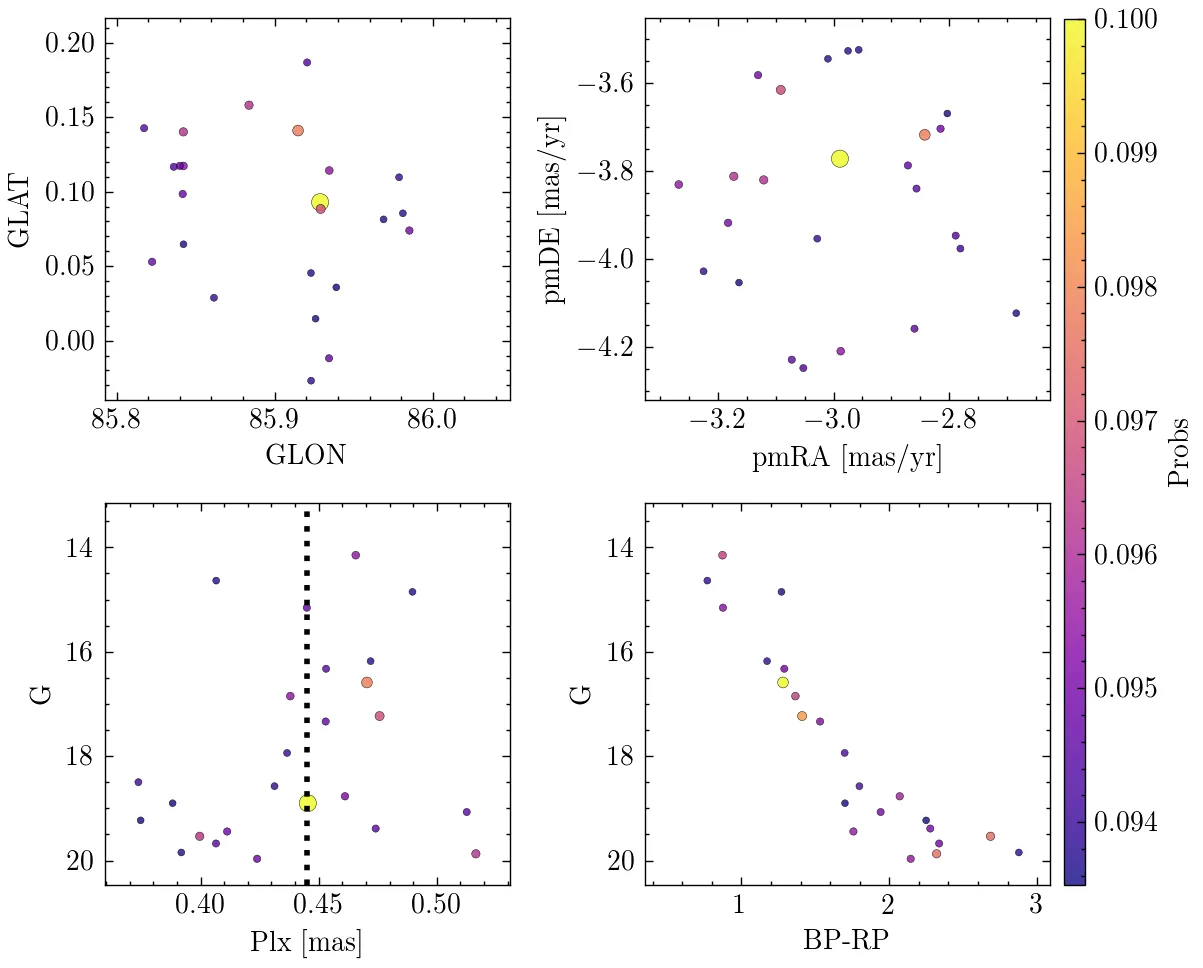 0.20
0.15
0.10
0.05
0.00
GLAT
85.8 85.9 86.0
GLON
−3.6
−3.8
−4.0
−4.2
pmDE [mas/yr]
−3.2 −3.0 −2.8
pmRA [mas/yr]
14
16
18
20
G
0.40 0.45 0.50
Plx [mas]
14
16
18
20
G
1 2 3
BP-RP
0.100
0.099
0.098
0.097
0.096
0.095
0.094
Probs